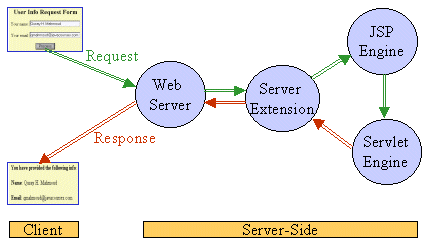 User Info Request Form
Your name:
Your email:
Request
Web
Server
Server
Extension
JSP
Engine
Servlet
Engine
Response
You have provided the following info
Name: Qusay H. Mahmoud
Email:
Client
Server-Side